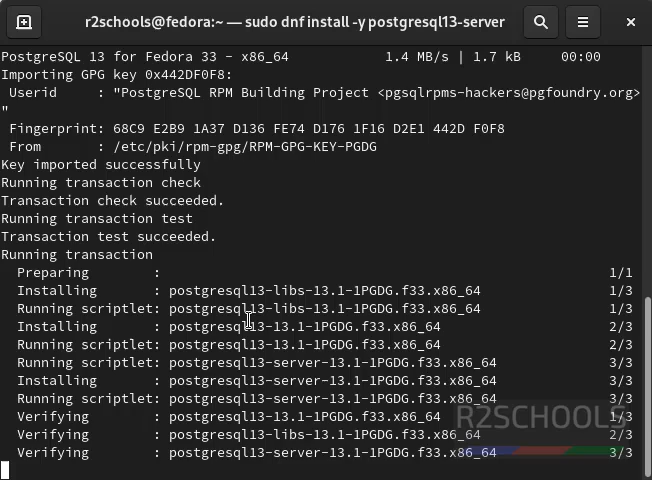 r2schools@fedora:~ — sudo dnf install -y postgresql13-server
PostgreSQL 13 for Fedora 33 - x86_64            1.4 MB/s | 1.7 kB     00:00
Importing GPG key 0x442DF0F8:
 Userid     : "PostgreSQL RPM Building Project <pgsqlrpms-hackers@pgfoundry.org>
"
 Fingerprint: 68C9 E2B9 1A37 D136 FE74 D176 1F16 D2E1 442D F0F8
 From       : /etc/pki/rpm-gpg/RPM-GPG-KEY-PGDG
Key imported successfully
Running transaction check
Transaction check succeeded.
Running transaction test
Transaction test succeeded.
Running transaction
  Preparing        :                                                        1/1
  Installing       : postgresql13-libs-13.1-1PGDG.f33.x86_64                1/3
  Running scriptlet: postgresql13-libs-13.1-1PGDG.f33.x86_64                1/3
  Installing       : postgresql13-13.1-1PGDG.f33.x86_64                     2/3
  Running scriptlet: postgresql13-13.1-1PGDG.f33.x86_64                     2/3
  Running scriptlet: postgresql13-server-13.1-1PGDG.f33.x86_64              3/3
  Installing       : postgresql13-server-13.1-1PGDG.f33.x86_64              3/3
  Running scriptlet: postgresql13-server-13.1-1PGDG.f33.x86_64              3/3
  Verifying        : postgresql13-13.1-1PGDG.f33.x86_64                     1/3
  Verifying        : postgresql13-libs-13.1-1PGDG.f33.x86_64                2/3
  Verifying        : postgresql13-server-13.1-1PGDG.f33.x86_64              3/3
R2SCHOOLS